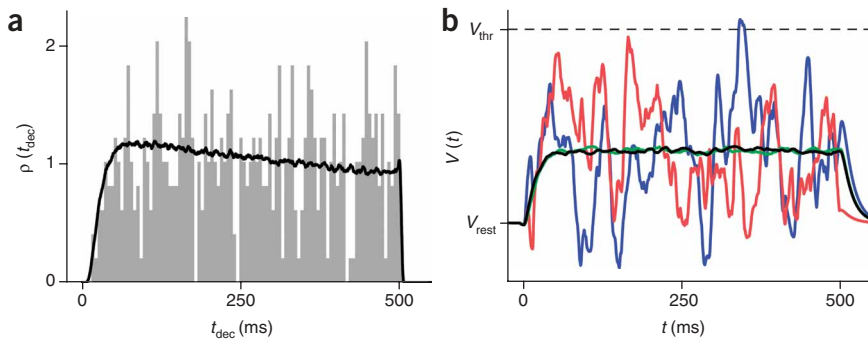 a
2
1
0
ρ (t_dec)
0
250
500
t_dec (ms)
b
V_thr
V (t)
V_rest
0
250
500
t (ms)